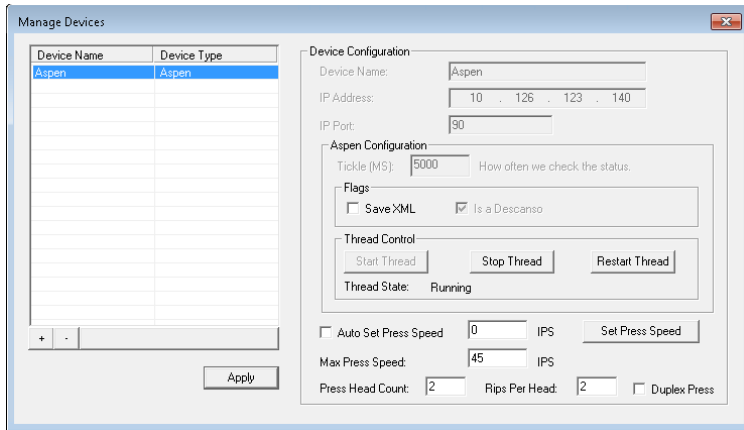 Manage Devices
Device Name Device Type
Aspen Aspen
+ -
Apply
Device Configuration
Device Name: Aspen
IP Address: 10 . 126 . 123 . 140
IP Port: 90
Aspen Configuration
Tickle (MS): 5000 How often we check the status.
Flags
Save XML Is a Descanso
Thread Control
Start Thread Stop Thread Restart Thread
Thread State: Running
Auto Set Press Speed 0 IPS Set Press Speed
Max Press Speed: 45 IPS
Press Head Count: 2 Rips Per Head: 2 Duplex Press